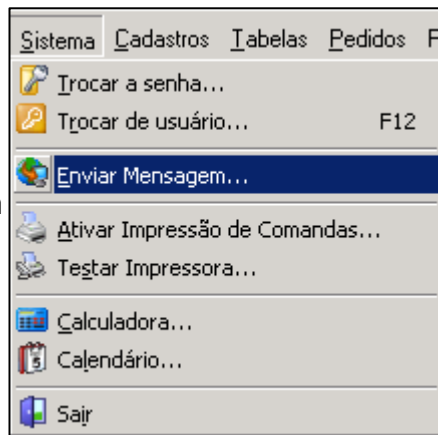 Sistema Cadastros Tabelas Pedidos F
Trocar a senha...
Trocar de usuário... F12
Enviar Mensagem...
Ativar Impressão de Comandas...
Testar Impressora...
Calculadora...
Calendário...
Sair